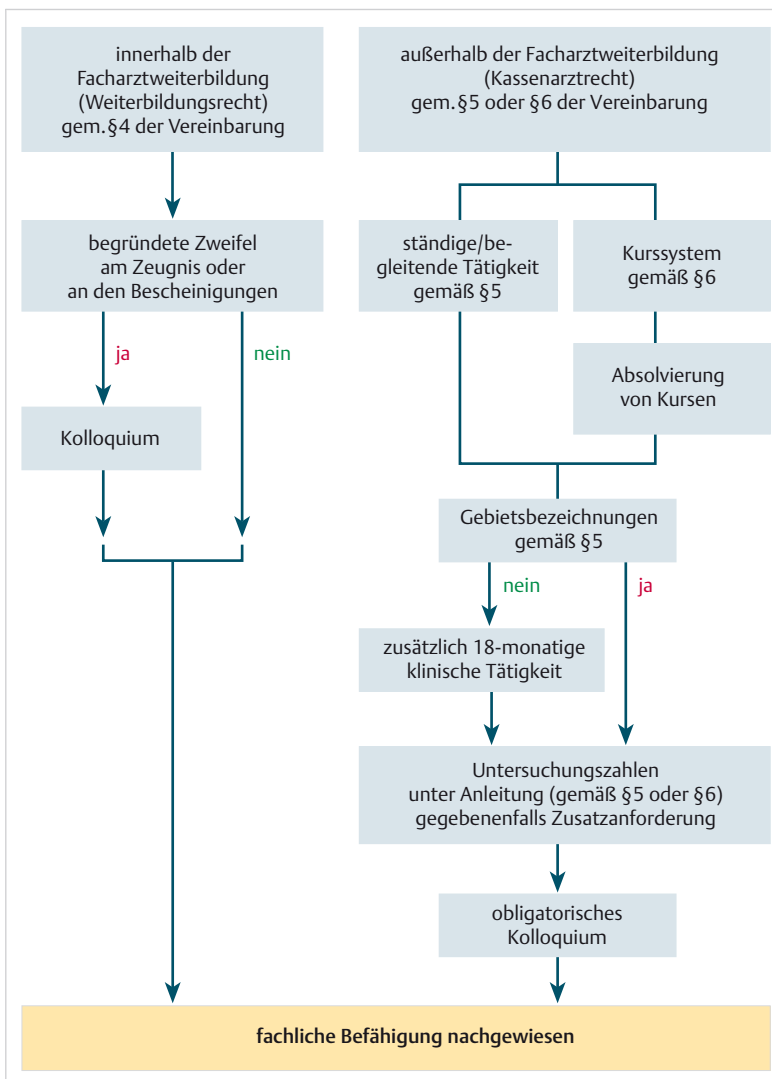 innerhalb der
Facharztweiterbildung
(Weiterbildungsrecht)
gem. §4 der Vereinbarung
begründete Zweifel
am Zeugnis oder
an den Bescheinigungen
ja
nein
Kolloquium
außerhalb der Facharztweiterbildung
(Kassenarztrecht)
gem. §5 oder §6 der Vereinbarung
ständige/be-
gleitende Tätigkeit
gemäß §5
Kurssystem
gemäß §6
Absolvierung
von Kursen
Gebietsbezeichnungen
gemäß §5
nein
ja
zusätzlich 18-monatige
klinische Tätigkeit
Untersuchungszahlen
unter Anleitung (gemäß §5 oder §6)
gegebenenfalls Zusatzanforderung
obligatorisches
Kolloquium
fachliche Befähigung nachgewiesen